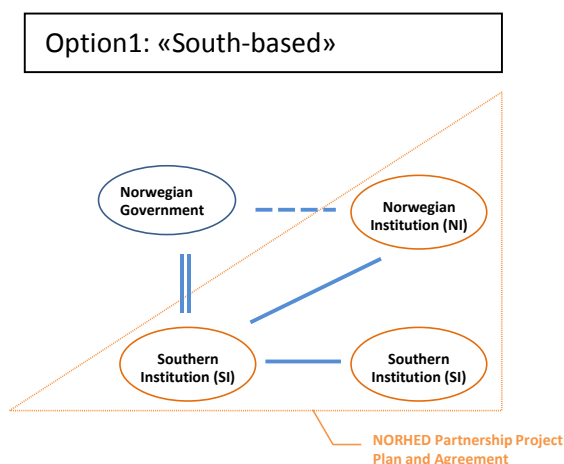 Option1: «South-based»
Norwegian
Government
Norwegian
Institution (NI)
Southern
Institution (SI)
Southern
Institution (SI)
NORHED Partnership Project
Plan and Agreement